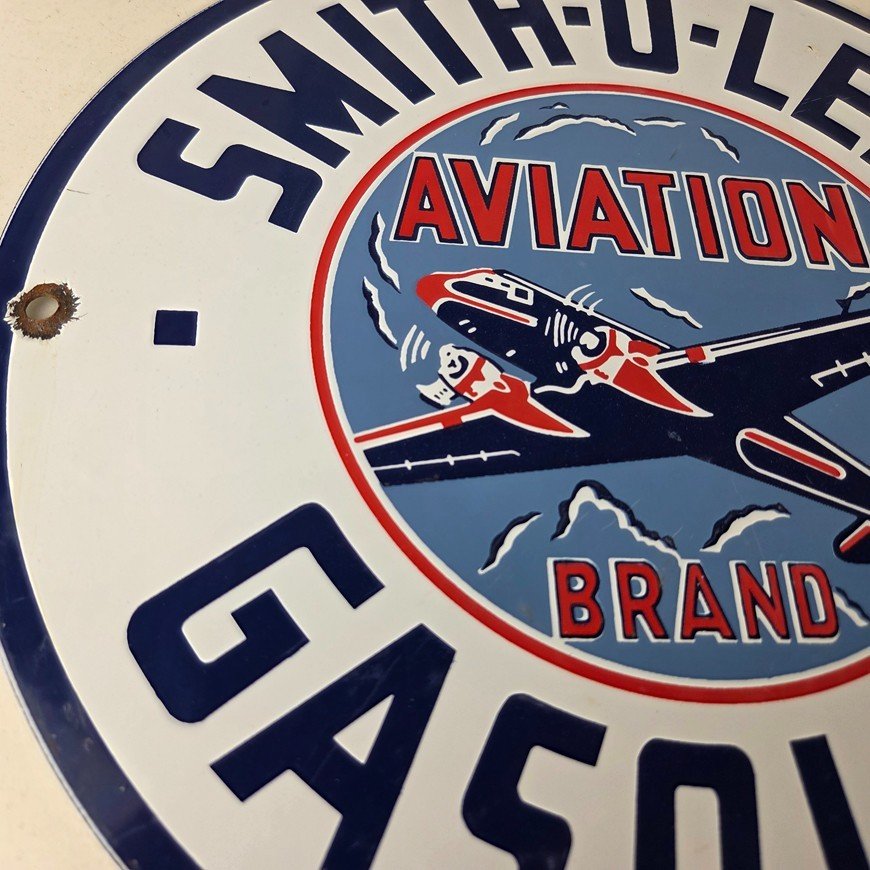 SMITH-O-LE
AVIATION
BRAND
GASOL